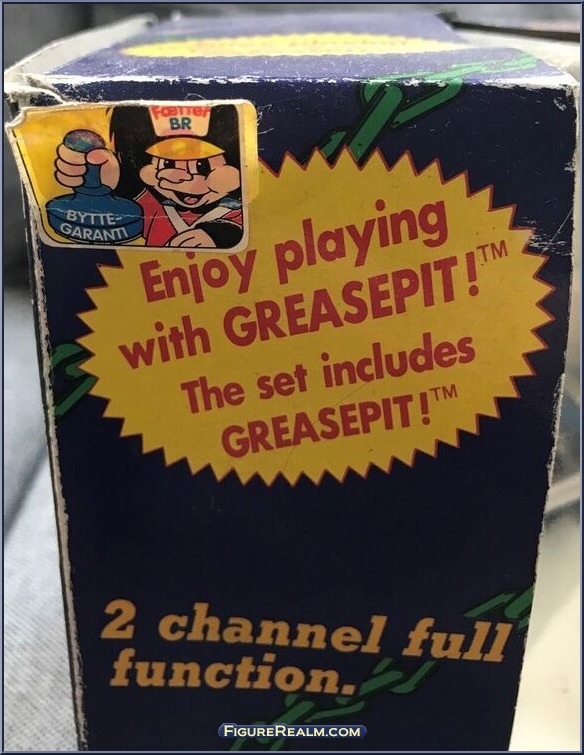 Fætter
BR
BYTTE-
GARANTI
Enjoy playing
with GREASEPIT!™
The set includes
GREASEPIT!™
2 channel full
function.
FIGUREREALM.COM